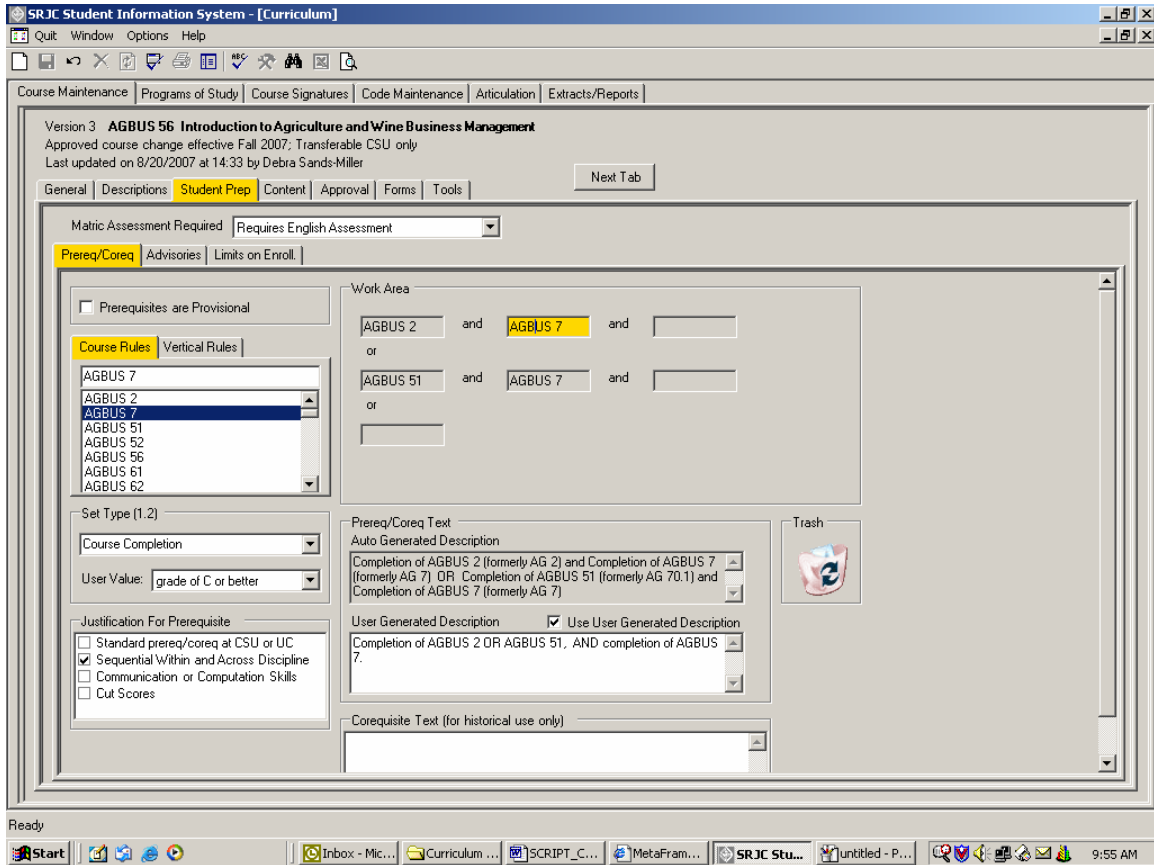 SRJC Student Information System - [Curriculum]
Quit Window Options Help
ABC
Course Maintenance Programs of Study Course Signatures Code Maintenance Articulation Extracts/Reports
Version 3 AGBUS 56 Introduction to Agriculture and Wine Business Management
Approved course change effective Fall 2007; Transferable CSU only
Last updated on 8/20/2007 at 14:33 by Debra Sands-Miller
Next Tab
General Descriptions Student Prep Content Approval Forms Tools
Matric Assessment Required Requires English Assessment
Prereq/Coreq Advisories Limits on Enroll.
Prerequisites are Provisional
Course Rules Vertical Rules
AGBUS 7
AGBUS 2
AGBUS 7
AGBUS 51
AGBUS 52
AGBUS 56
AGBUS 61
AGBUS 62
Work Area
AGBUS 2 and AGBUS 7 and
or
AGBUS 51 and AGBUS 7 and
or
Set Type (1.2)
Course Completion
User Value: grade of C or better
Justification For Prerequisite
Standard prereq/coreq at CSU or UC
Sequential Within and Across Discipline
Communication or Computation Skills
Cut Scores
Prereq/Coreq Text
Auto Generated Description
Completion of AGBUS 2 (formerly AG 2) and Completion of AGBUS 7
(formerly AG 7) OR Completion of AGBUS 51 (formerly AG 70.1) and
Completion of AGBUS 7 (formerly AG 7)
User Generated Description Use User Generated Description
Completion of AGBUS 2 OR AGBUS 51, AND completion of AGBUS
7.
Corequisite Text (for historical use only)
Trash
Ready
Start Inbox - Mic... Curriculum ... SCRIPT_C... MetaFram... SRJC Stu... untitled - P... 9:55 AM